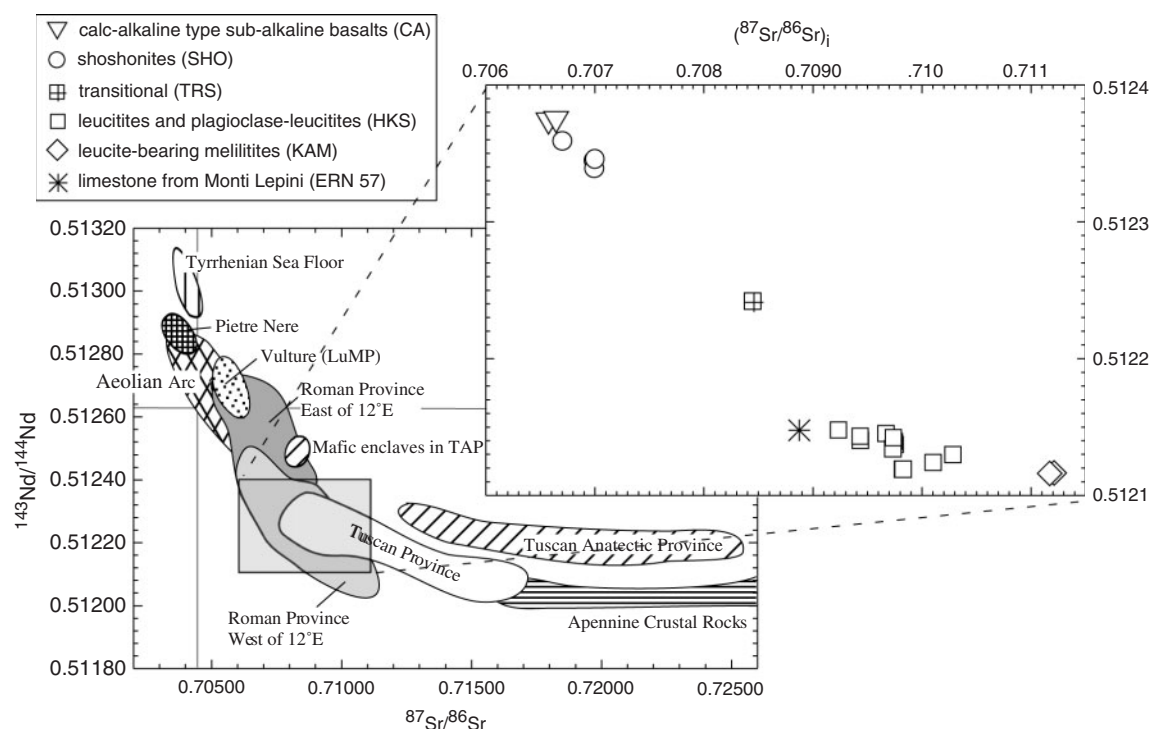 calc-alkaline type sub-alkaline basalts (CA)
shoshonites (SHO)
transitional (TRS)
leucitites and plagioclase-leucitites (HKS)
leucite-bearing melilitites (KAM)
limestone from Monti Lepini (ERN 57)
(87Sr/86Sr)i
0.706 0.707 0.708 0.7090 0.710 0.7112
0.5124
0.5123
0.5122
0.5121
0.51320
0.51300
0.51280
0.51260
0.51240
0.51220
0.51200
0.51180
143Nd/144Nd
Tyrrhenian Sea Floor
Pietre Nere
Vulture (LuMP)
Aeolian Arc
Roman Province
East of 12°E
Mafic enclaves in TAP
Tuscan Province
Tuscan Anatectic Province
Roman Province
West of 12°E
Apennine Crustal Rocks
0.70500 0.71000 0.71500 0.72000 0.72500
87Sr/86Sr